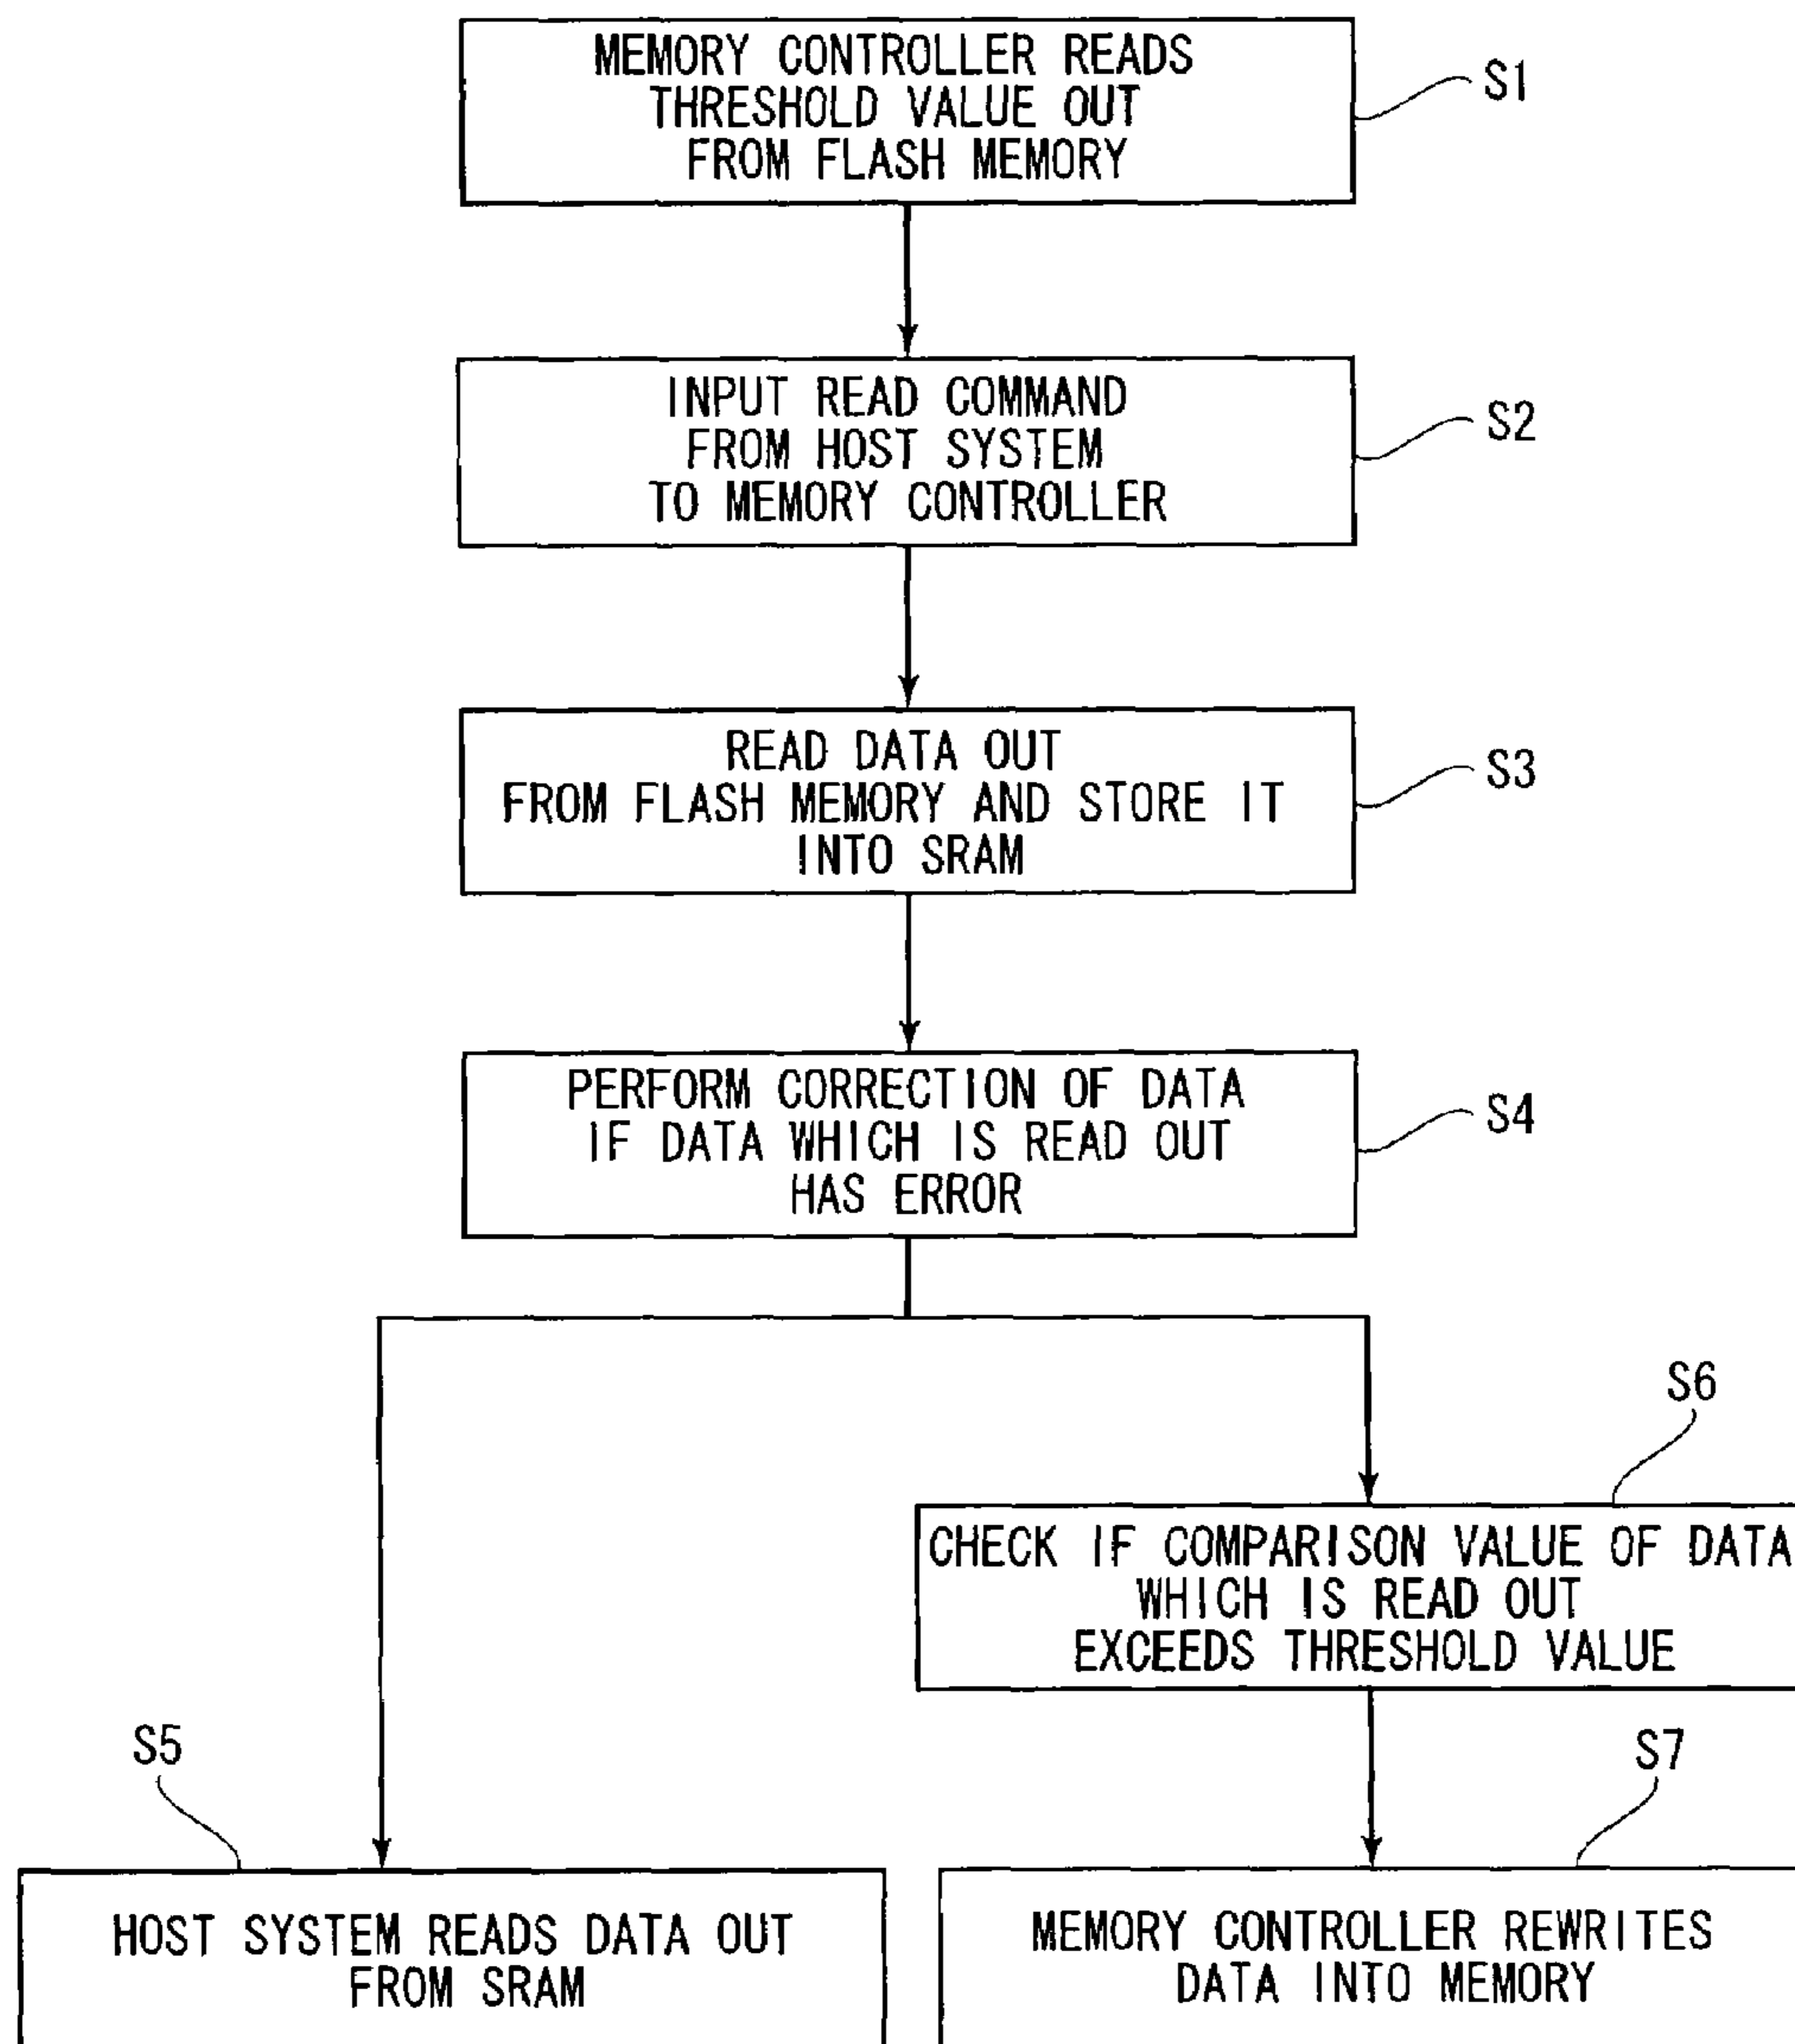 MEMORY CONTROLLER READS
THRESHOLD VALUE OUT
FROM FLASH MEMORY
S1
INPUT READ COMMAND
FROM HOST SYSTEM
TO MEMORY CONTROLLER
S2
READ DATA OUT
FROM FLASH MEMORY AND STORE IT
INTO SRAM
S3
PERFORM CORRECTION OF DATA
IF DATA WHICH IS READ OUT
HAS ERROR
S4
S6
CHECK IF COMPARISON VALUE OF DATA
WHICH IS READ OUT
EXCEEDS THRESHOLD VALUE
S5
S7
HOST SYSTEM READS DATA OUT
FROM SRAM
MEMORY CONTROLLER REWRITES
DATA INTO MEMORY